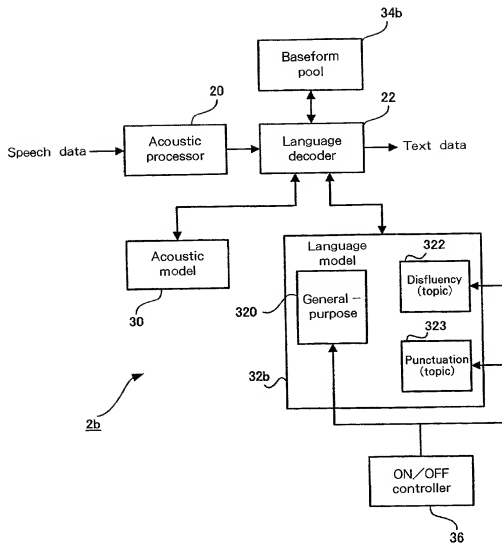 34b
Baseform
pool
20
22
Speech data
Acoustic
processor
Language
decoder
Text data
Acoustic
model
30
Language
model
322
320
General-
purpose
Disfluency
(topic)
323
Punctuation
(topic)
32b
2b
ON/OFF
controller
36